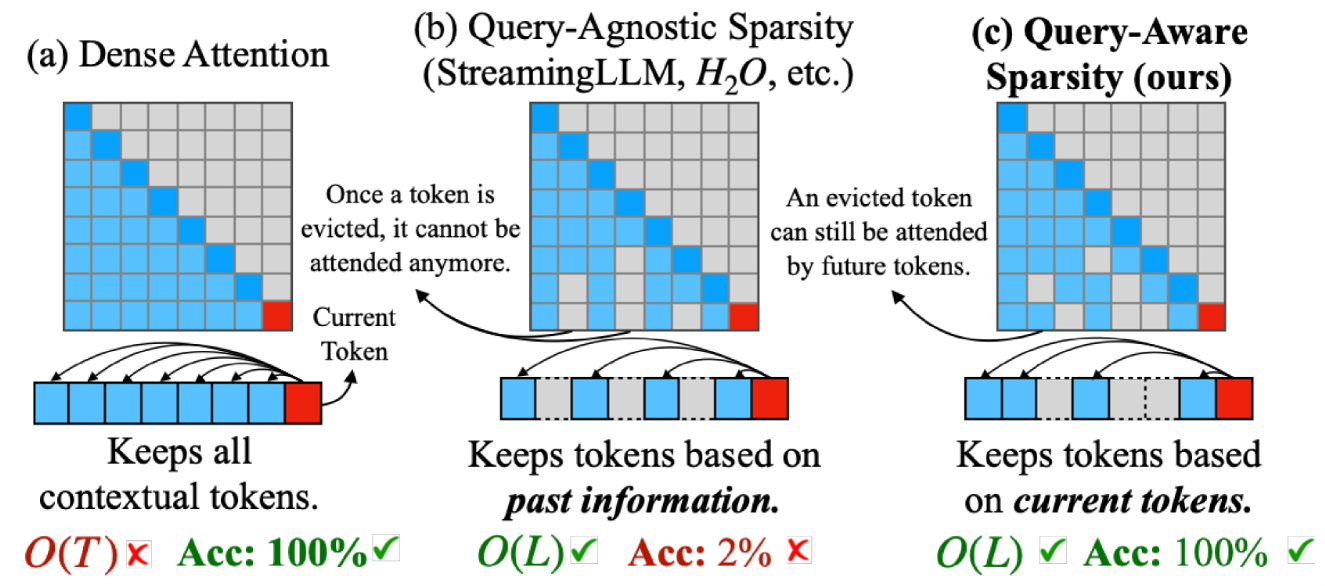 (a) Dense Attention
(b) Query-Agnostic Sparsity
(StreamingLLM, H₂O, etc.)
(c) Query-Aware
Sparsity (ours)
Once a token is
evicted, it cannot be
attended anymore.
An evicted token
can still be attended
by future tokens.
Current
Token
Keeps all
contextual tokens.
Keeps tokens based on
past information.
Keeps tokens based
on current tokens.
O(T) ✗ Acc: 100% ✓
O(L) ✓ Acc: 2% ✗
O(L) ✓ Acc: 100% ✓